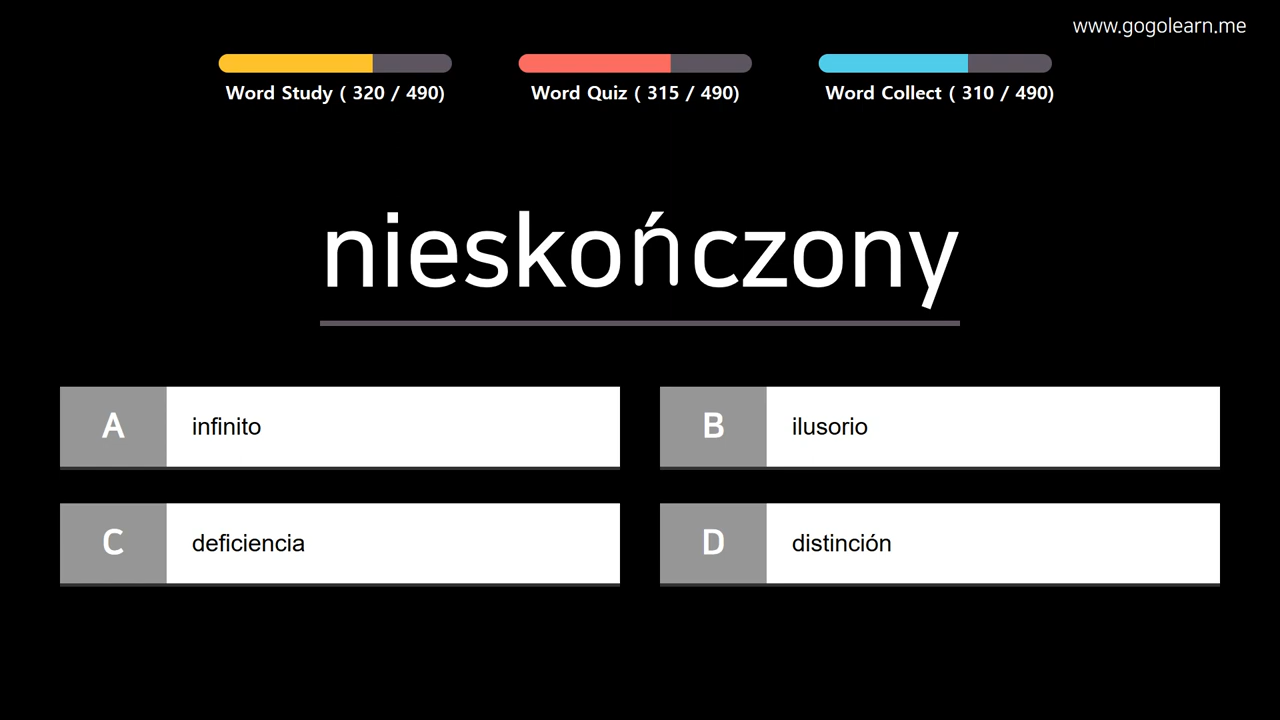 www.gogolearn.me
Word Study ( 320 / 490)
Word Quiz ( 315 / 490)
Word Collect ( 310 / 490)
nieskończony
A infinito
B ilusorio
C deficiencia
D distinción